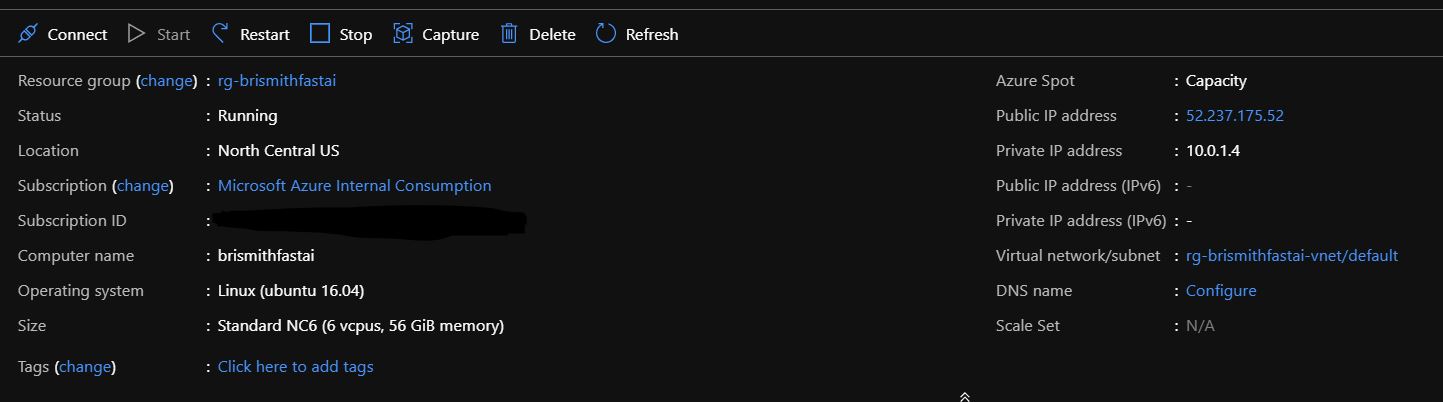 Connect Start Restart Stop Capture Delete Refresh
Resource group (change) : rg-brismithfastai
Status : Running
Location : North Central US
Subscription (change) : Microsoft Azure Internal Consumption
Subscription ID :
Computer name : brismithfastai
Operating system : Linux (ubuntu 16.04)
Size : Standard NC6 (6 vcpus, 56 GiB memory)
Tags (change) : Click here to add tags
Azure Spot : Capacity
Public IP address : 52.237.175.52
Private IP address : 10.0.1.4
Public IP address (IPv6) : -
Private IP address (IPv6) : -
Virtual network/subnet : rg-brismithfastai-vnet/default
DNS name : Configure
Scale Set : N/A